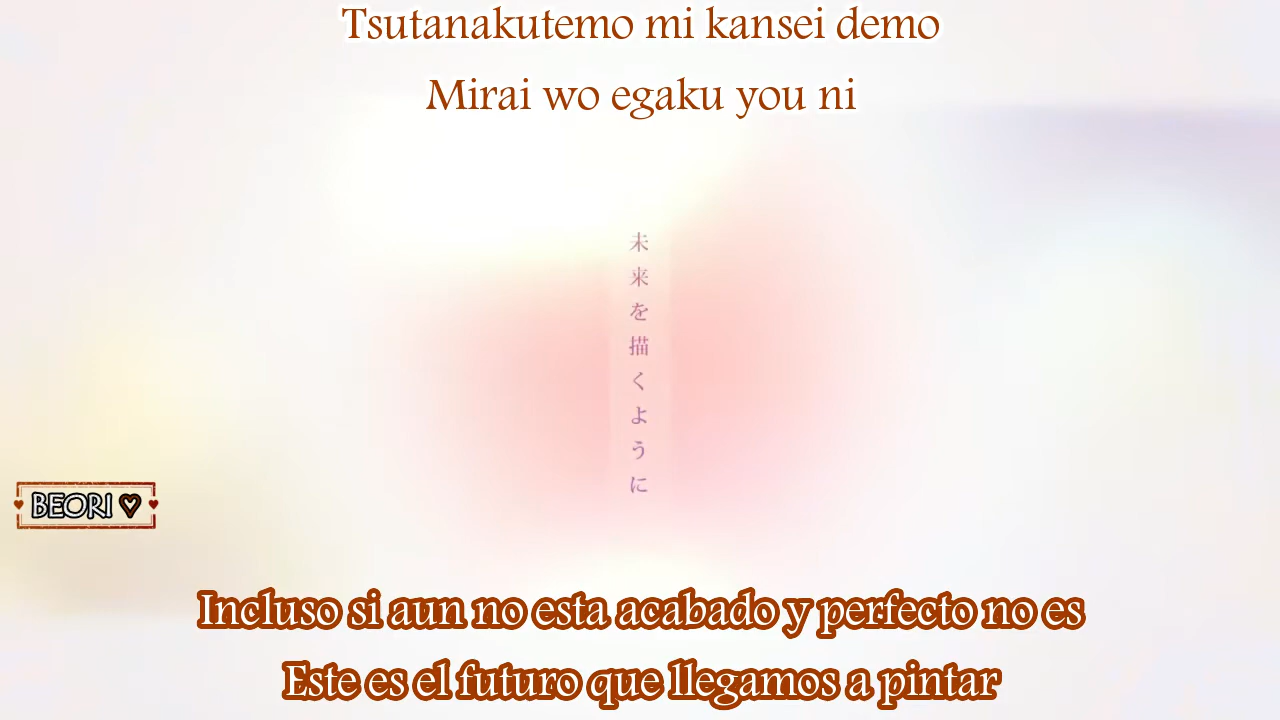 Tsutanakutemo mi kansei demo
Mirai wo egaku you ni
未来を描くように
BEORI
Incluso si aun no esta acabado y perfecto no es
Este es el futuro que llegamos a pintar